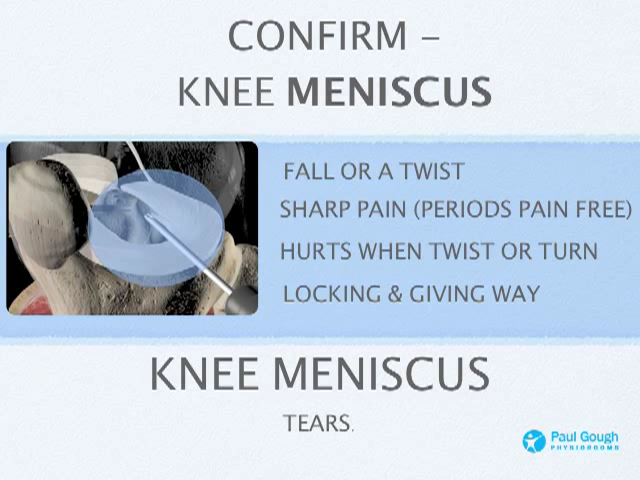 CONFIRM –
KNEE MENISCUS
FALL OR A TWIST
SHARP PAIN (PERIODS PAIN FREE)
HURTS WHEN TWIST OR TURN
LOCKING & GIVING WAY
KNEE MENISCUS
TEARS.
Paul Gough
PHYSIOROOMS